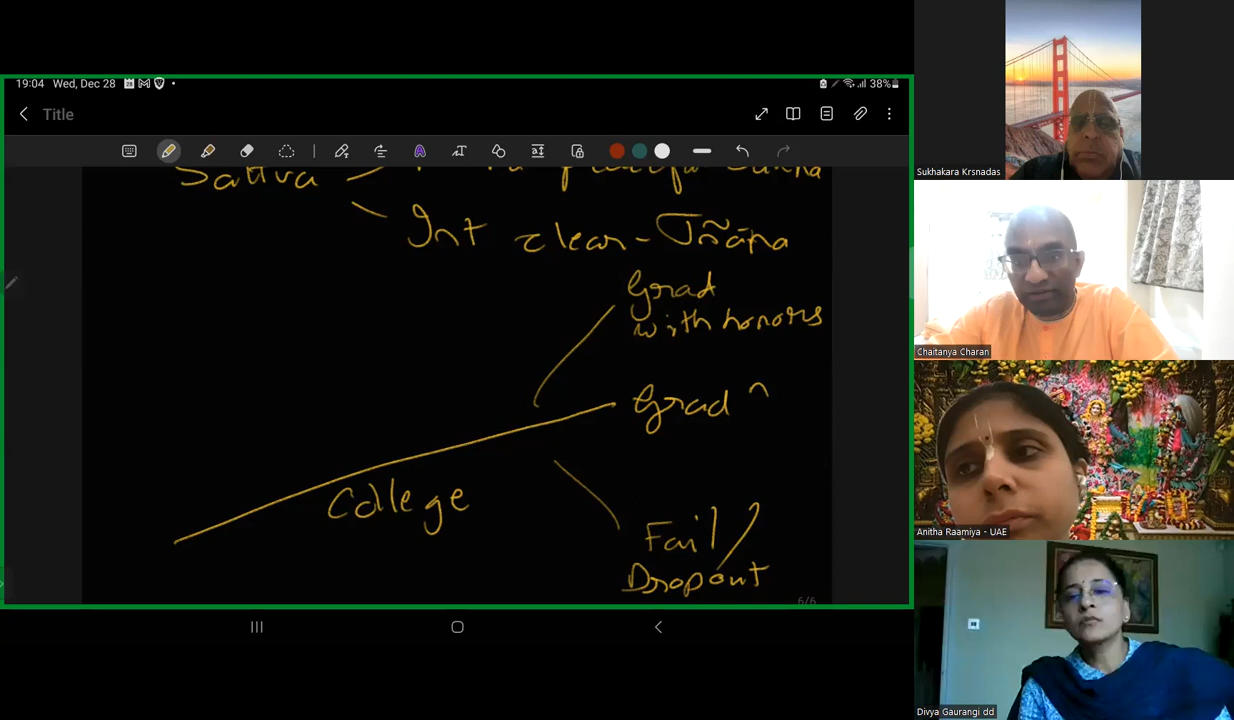 19:04 Wed, Dec 28
38%
Title
Sattva
Int clear - Jñāna
Grad
with honors
Grad
College
Fail/
Dropout
6/6
Sukhakara Krsnadas
Chaitanya Charan
Anitha Raamiya - UAE
Divya Gaurangi dd